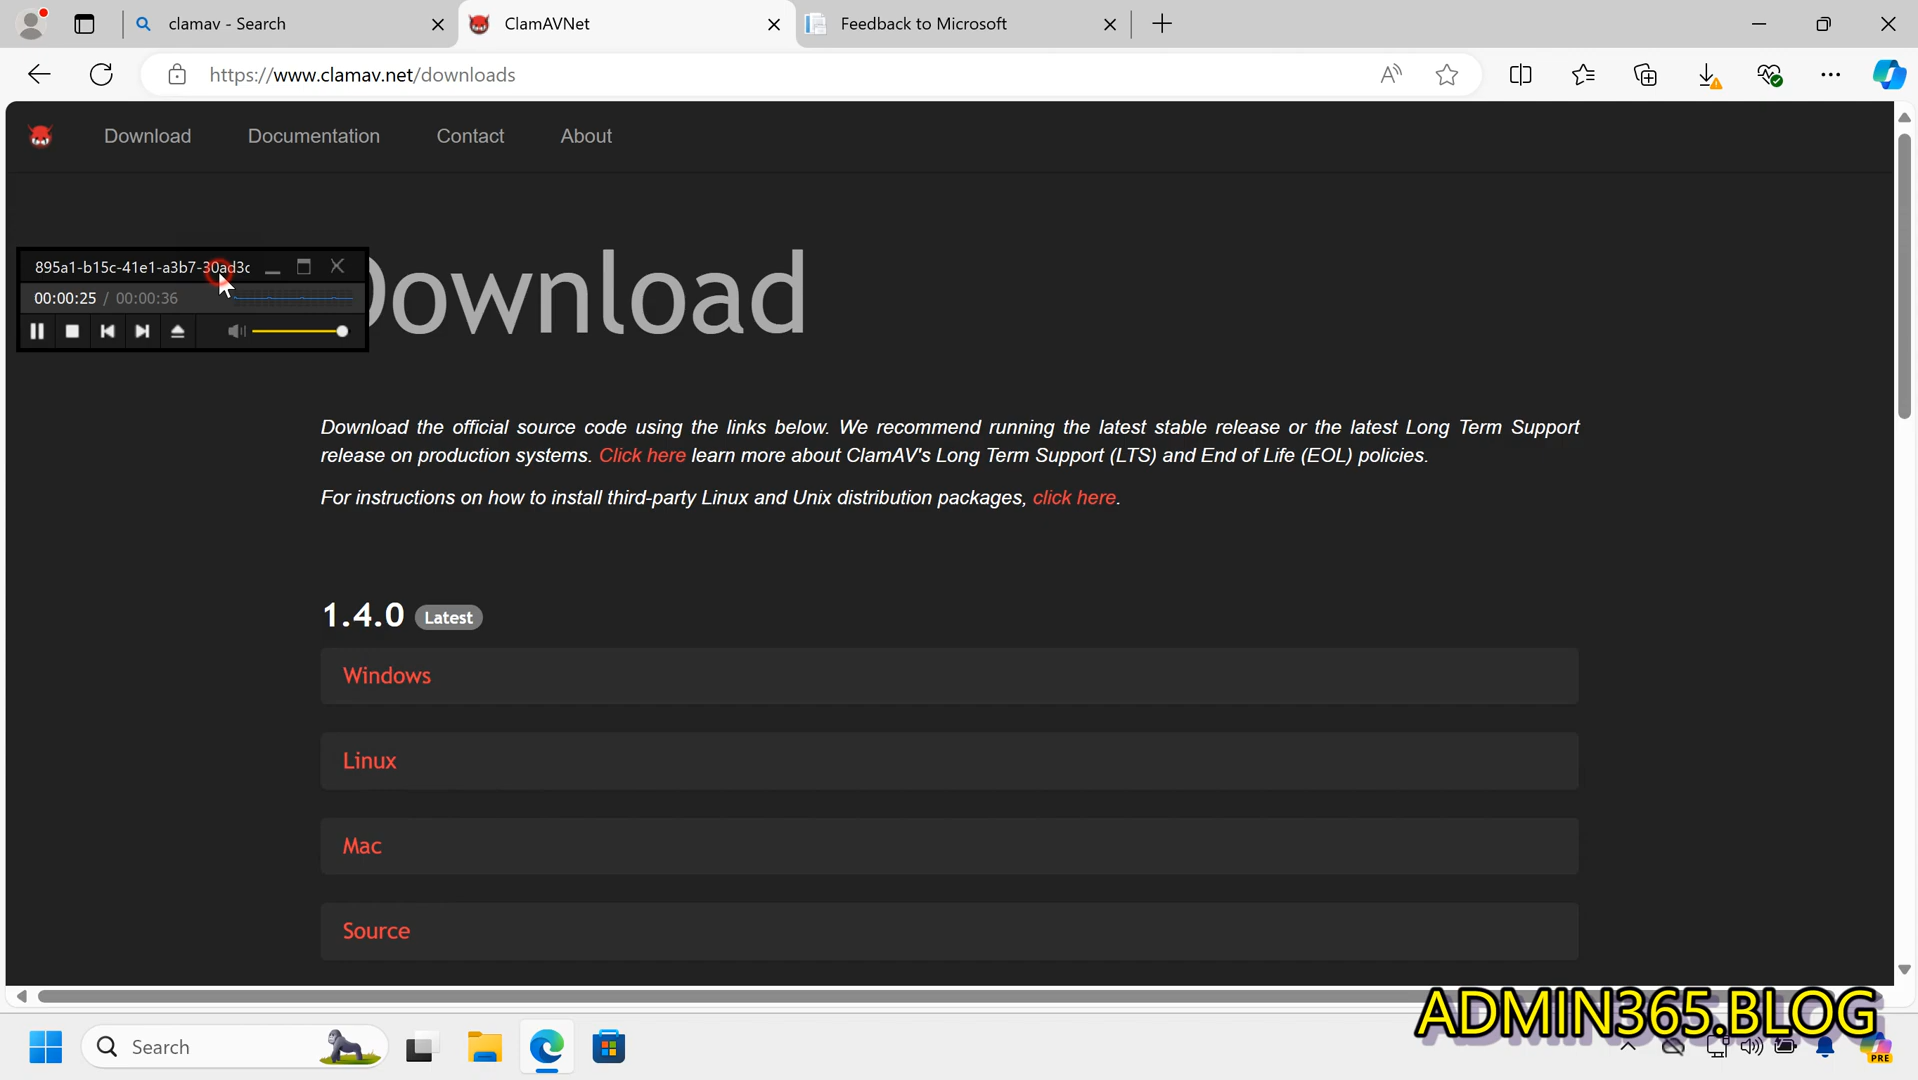 clamav - Search
ClamAVNet
Feedback to Microsoft
https://www.clamav.net/downloads
Download
Documentation
Contact
About
895a1-b15c-41e1-a3b7-30ad3c
00:00:25 / 00:00:36
Download
Download the official source code using the links below. We recommend running the latest stable release or the latest Long Term Support
release on production systems. Click here learn more about ClamAV's Long Term Support (LTS) and End of Life (EOL) policies.
For instructions on how to install third-party Linux and Unix distribution packages, click here.
1.4.0 Latest
Windows
Linux
Mac
Source
ADMIN365.BLOG
Search
PRE